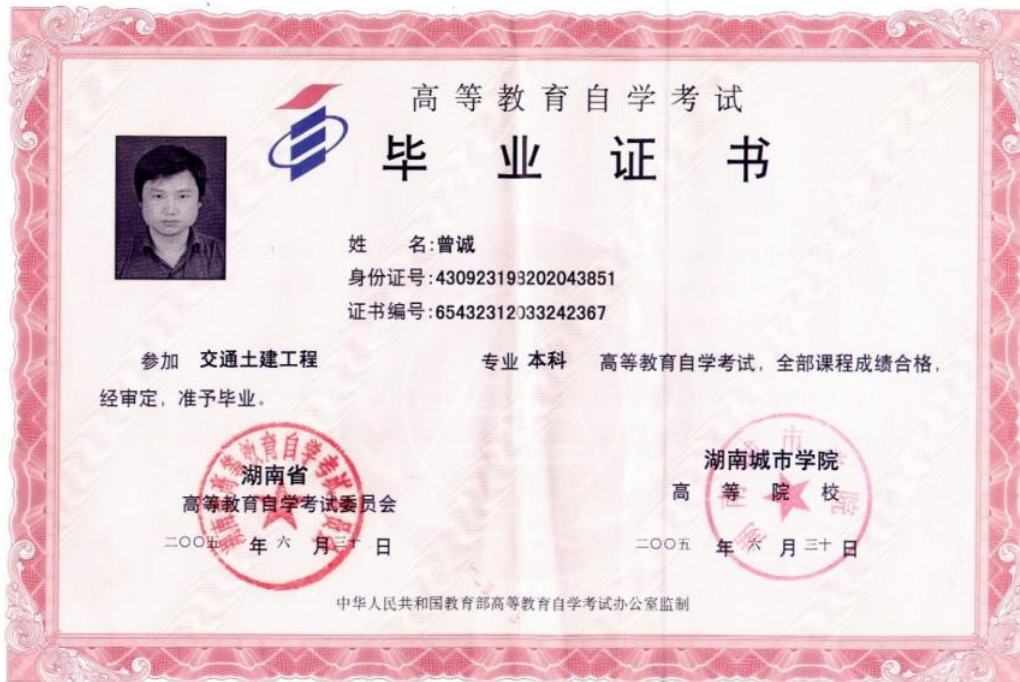 高等教育自学考试
毕业证书
姓 名:曾诚
身份证号:430923198202043851
证书编号:65432312033242367
参加 交通土建工程 专业 本科 高等教育自学考试，全部课程成绩合格，
经审定，准予毕业。
湖南省
高等教育自学考试委员会
二〇〇五 年 六 月 三十 日
湖南城市学院
高等院校
二〇〇五 年 六 月 三十 日
中华人民共和国教育部高等教育自学考试办公室监制